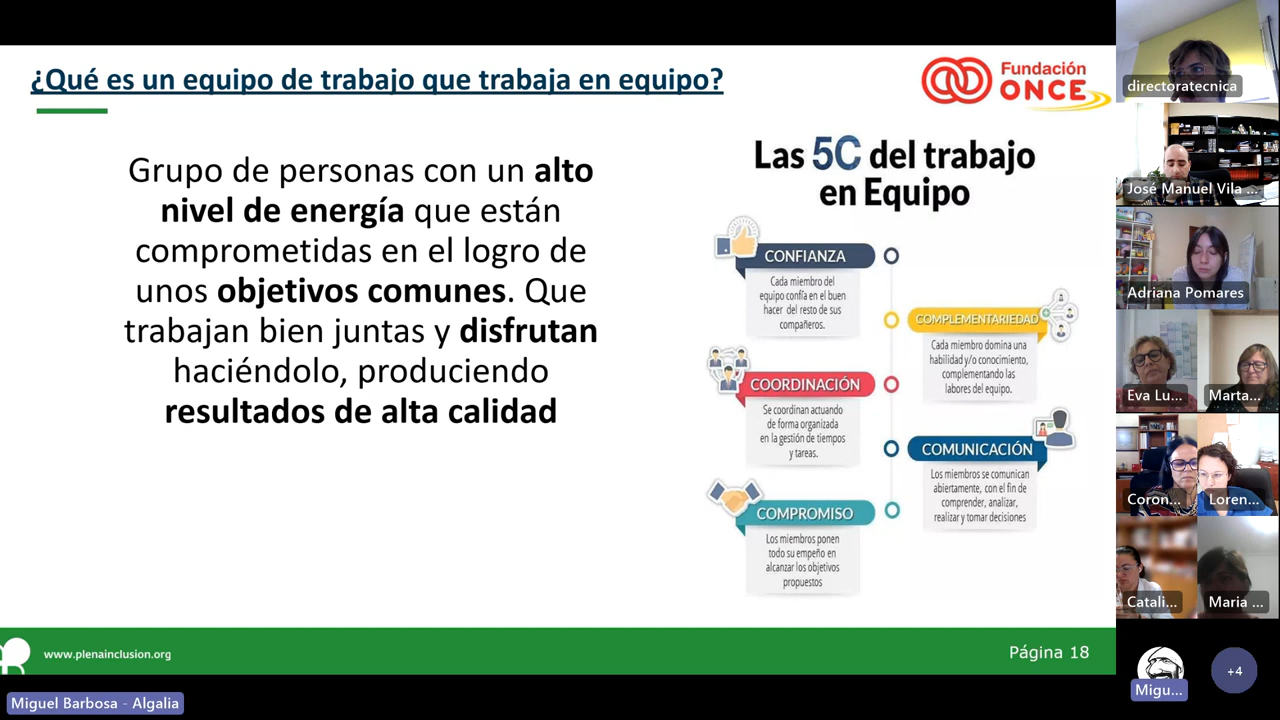 ¿Qué es un equipo de trabajo que trabaja en equipo?
Fundación
ONCE
Grupo de personas con un alto
nivel de energía que están
comprometidas en el logro de
unos objetivos comunes. Que
trabajan bien juntas y disfrutan
haciéndolo, produciendo
resultados de alta calidad
Las 5C del trabajo
en Equipo
CONFIANZA
Cada miembro del
equipo confía en el buen
hacer del resto de sus
compañeros.
COMPLEMENTARIEDAD
Cada miembro domina una
habilidad y/o conocimiento,
complementando las
labores del equipo.
COORDINACIÓN
Se coordinan actuando
de forma organizada
en la gestión de tiempos
y tareas.
COMUNICACIÓN
Los miembros se comunican
abiertamente, con el fin de
comprender, analizar,
realizar y tomar decisiones
COMPROMISO
Los miembros ponen
todo su empeño en
alcanzar los objetivos
propuestos
www.plenainclusion.org
Página 18
Miguel Barbosa - Algalia
directoratecnica
José Manuel Vila ...
Adriana Pomares
Eva Lu...
Marta...
Coron...
Loren...
Catali...
Maria ...
Migu...
+4